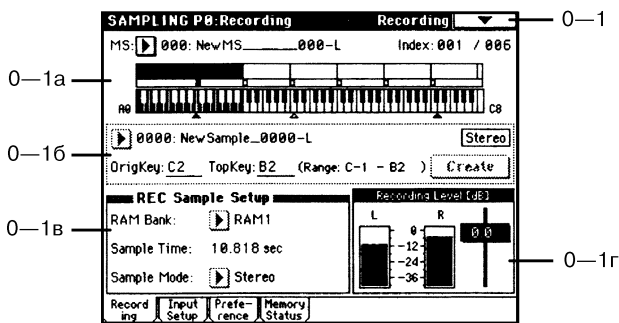 SAMPLING P0:Recording Recording
0—1
MS: 000: NewMS______000-L Index: 001 / 006
0—1а
A0 C8
0000: NewSample_0000-L Stereo
0—1б
OrigKey: C2 TopKey: B2 (Range: C-1 - B2 ) Create
REC Sample Setup
Recording Level [dB]
RAM Bank: RAM1
L R
0—1в
0
-12
-24
-36
00
0—1г
Sample Time: 10.818 sec
Sample Mode: Stereo
Record ing Input Setup Prefe- rence Memory Status